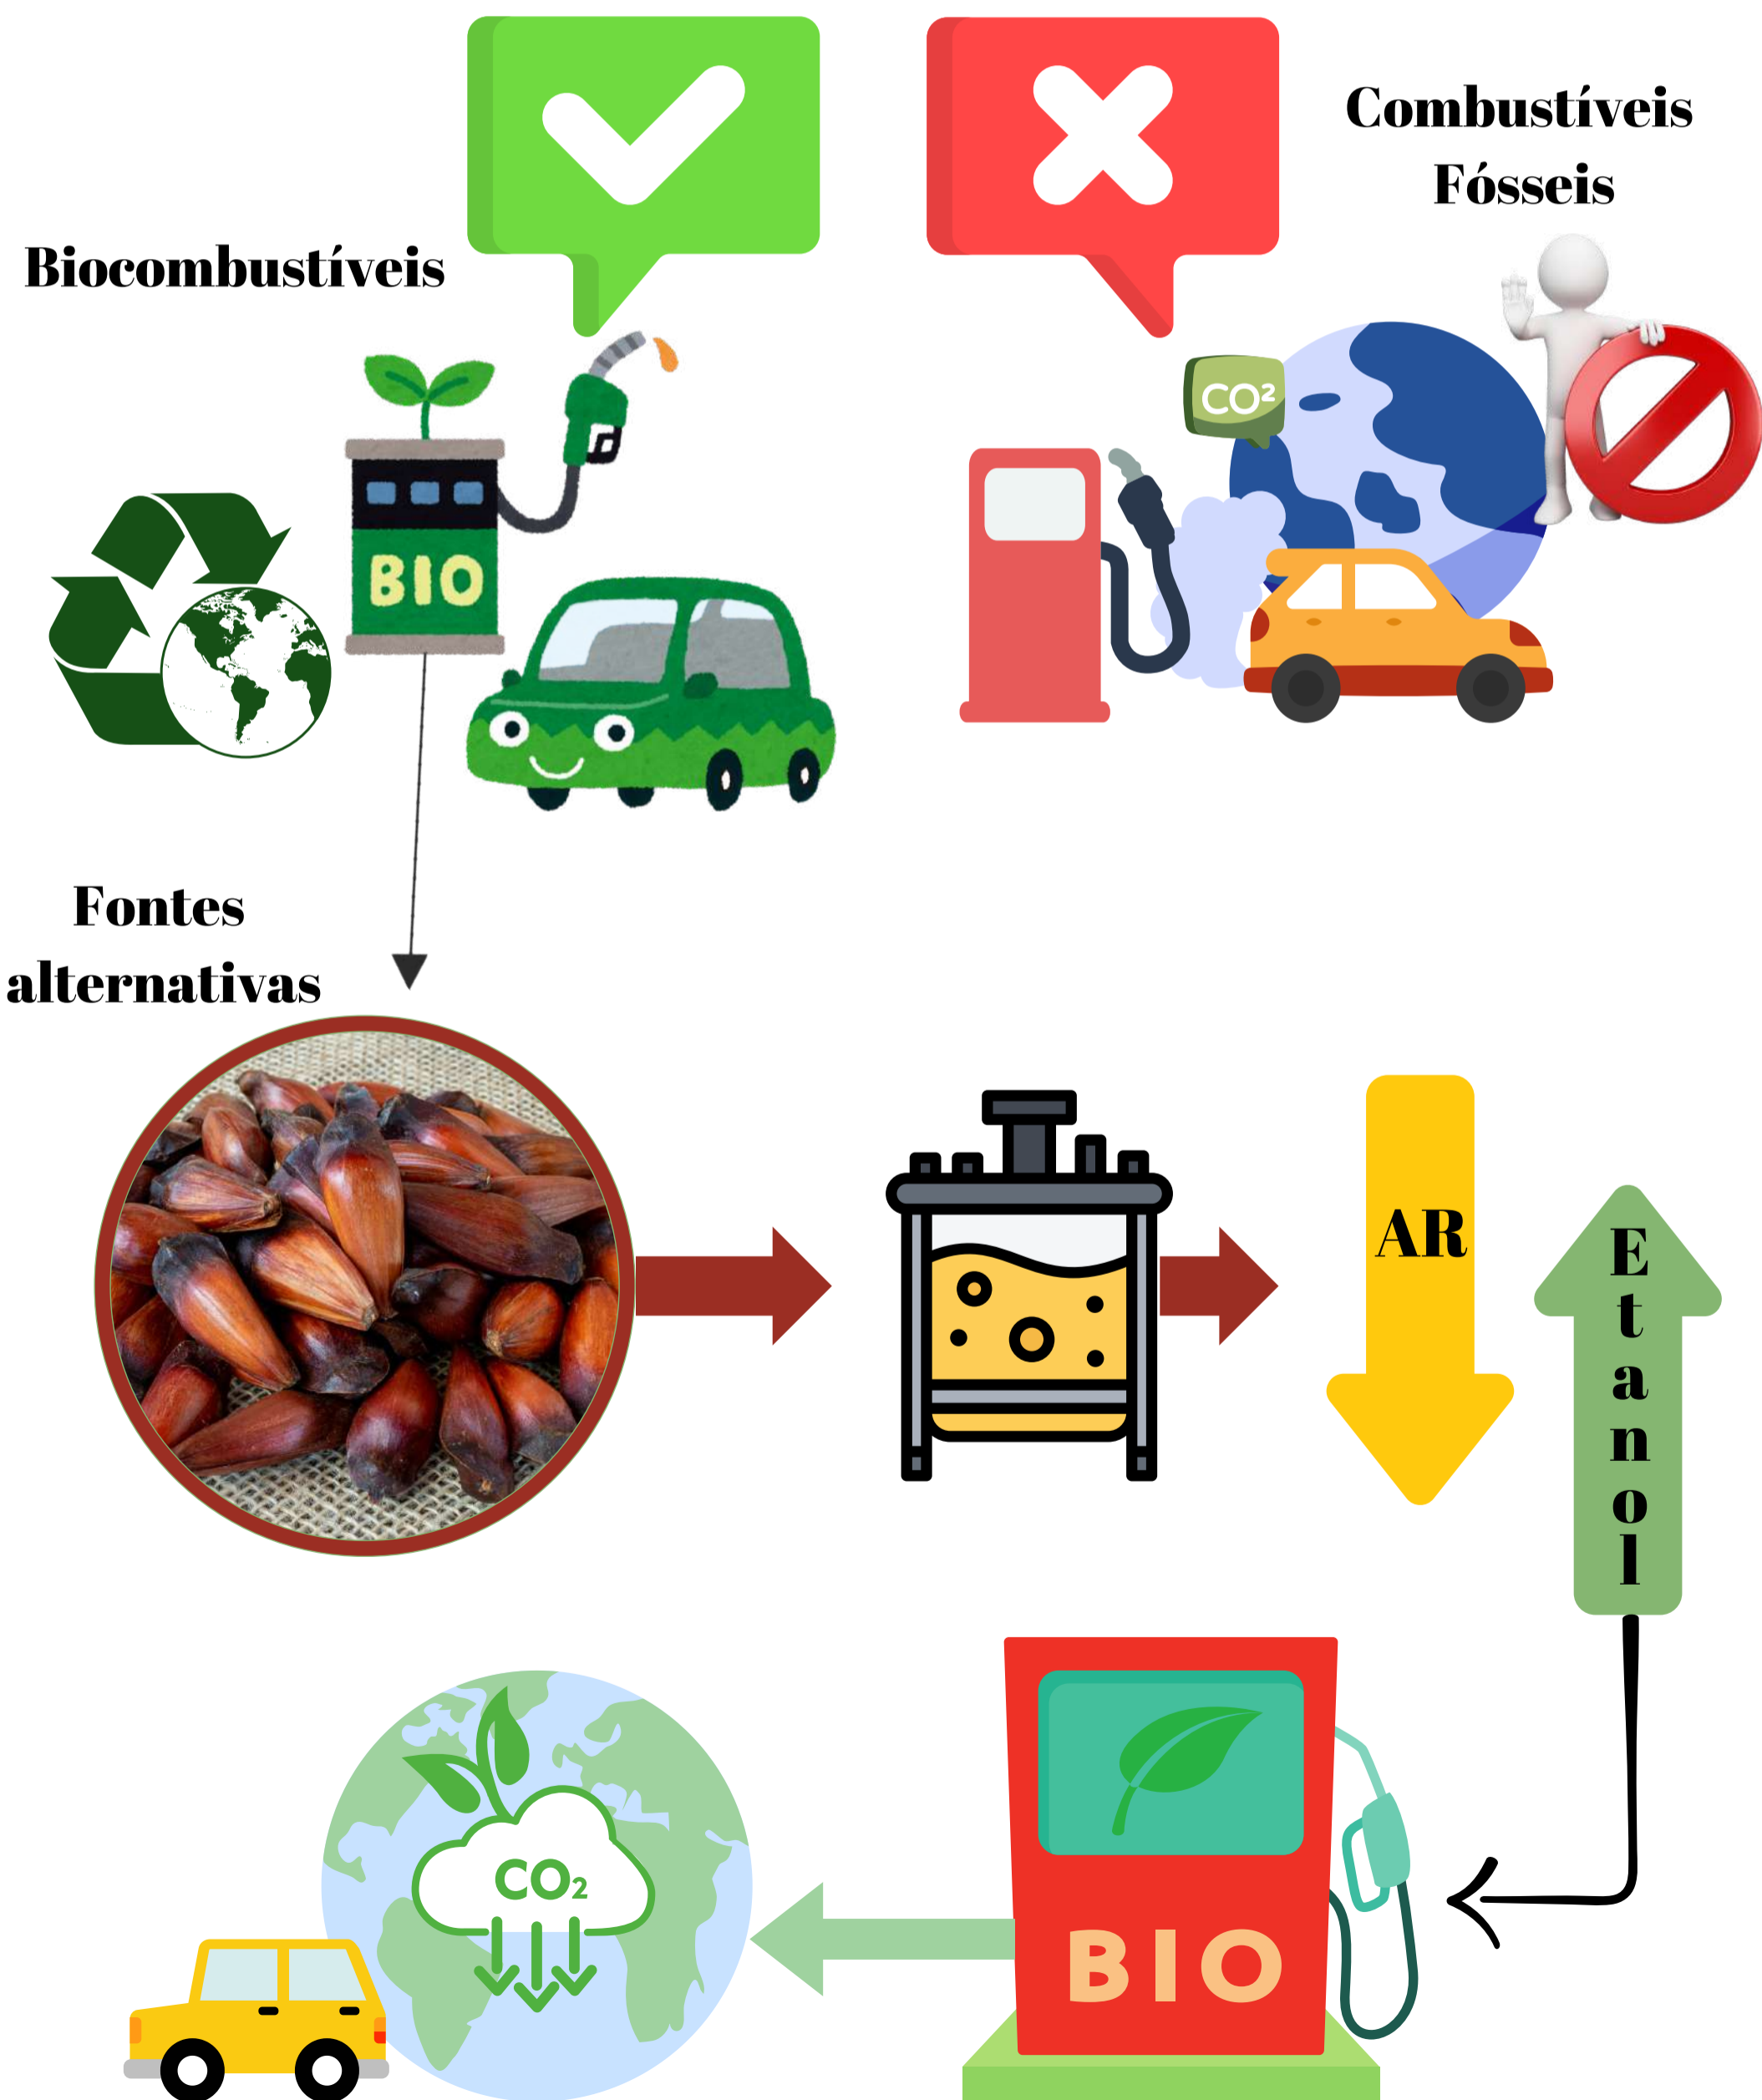 Combustíveis
Fósseis
Biocombustíveis
CO²
BIO
Fontes
alternativas
AR
E
t
a
n
o
l
CO₂
BIO